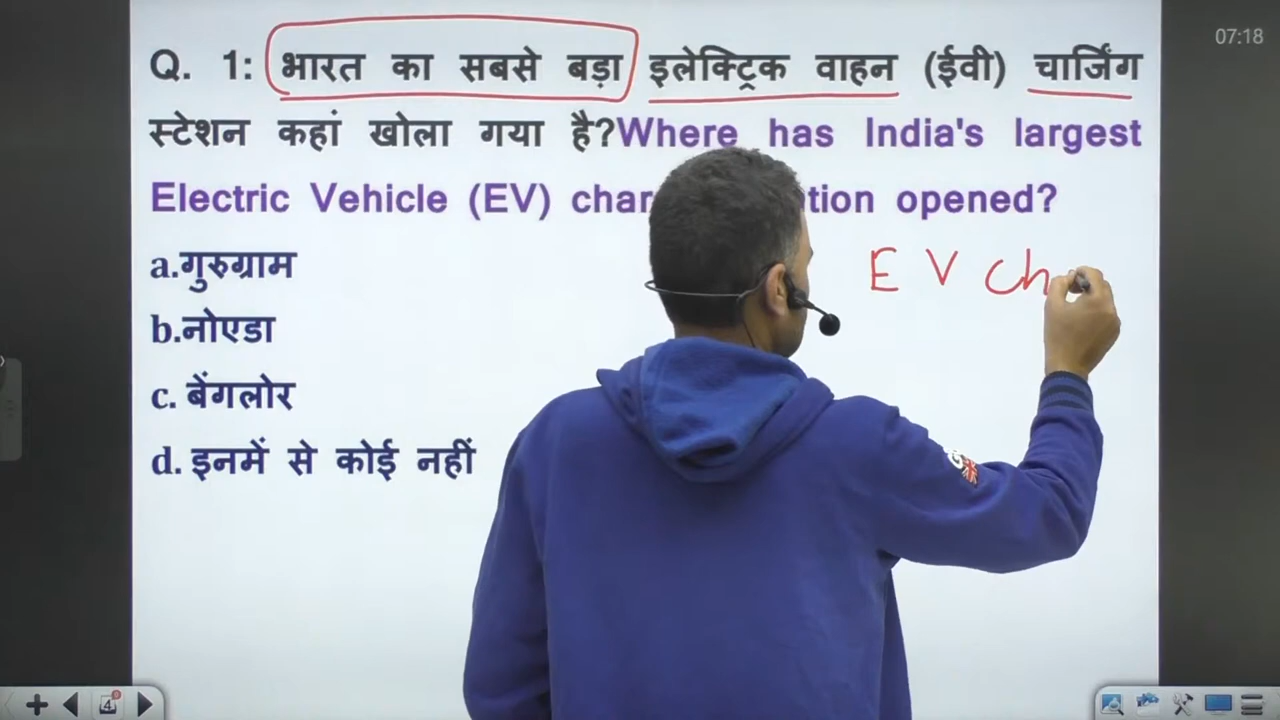 07:18
Q. 1: भारत का सबसे बड़ा इलेक्ट्रिक वाहन (ईवी) चार्जिंग
स्टेशन कहां खोला गया है?Where has India's largest
Electric Vehicle (EV) char tion opened?
E V Ch
a.गुरुग्राम
b.नोएडा
c. बेंगलोर
d. इनमें से कोई नहीं
4